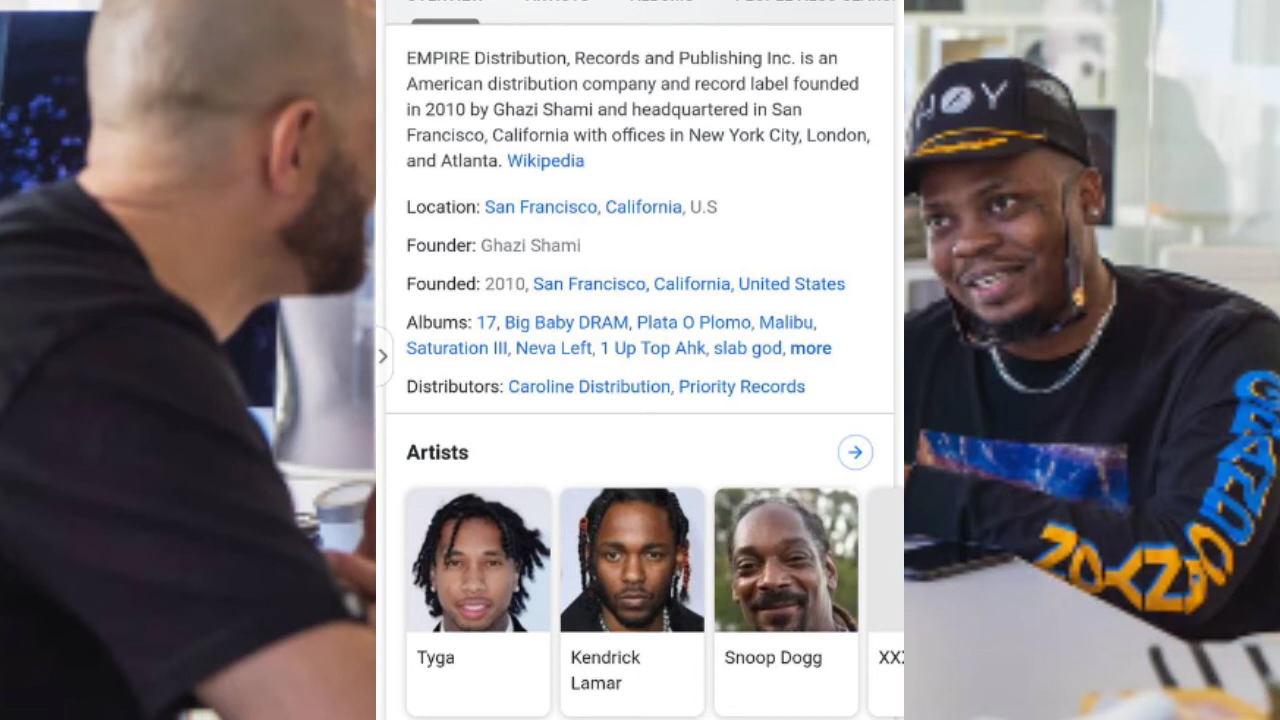 EMPIRE Distribution, Records and Publishing Inc. is an
American distribution company and record label founded
in 2010 by Ghazi Shami and headquartered in San
Francisco, California with offices in New York City, London,
and Atlanta. Wikipedia
Location: San Francisco, California, U.S
Founder: Ghazi Shami
Founded: 2010, San Francisco, California, United States
Albums: 17, Big Baby DRAM, Plata O Plomo, Malibu,
Saturation III, Neva Left, 1 Up Top Ahk, slab god, more
Distributors: Caroline Distribution, Priority Records
Artists
Tyga
Kendrick
Lamar
Snoop Dogg
XX
HOY